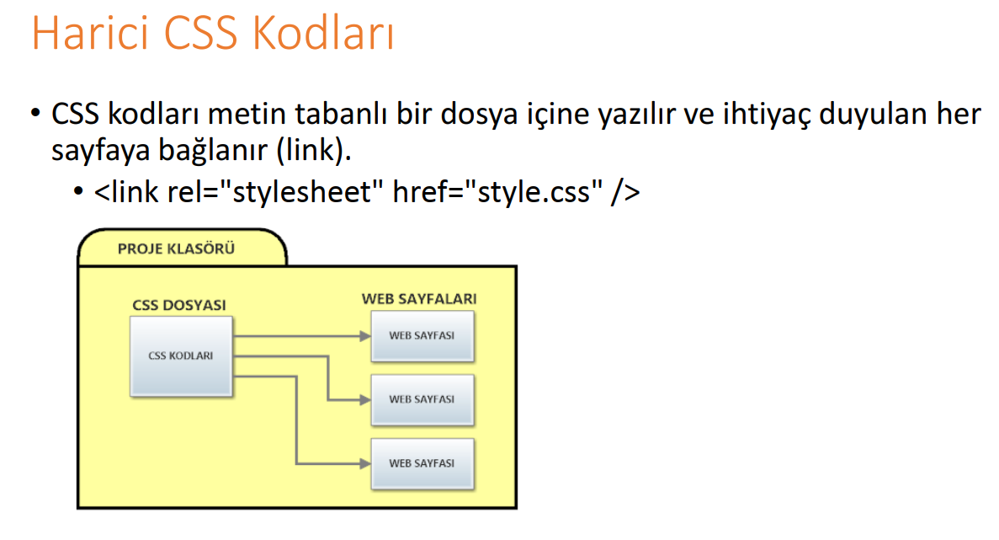 Harici CSS Kodları
• CSS kodları metin tabanlı bir dosya içine yazılır ve ihtiyaç duyulan her
sayfaya bağlanır (link).
• <link rel="stylesheet" href="style.css" />
PROJE KLASÖRÜ
CSS DOSYASI
CSS KODLARI
WEB SAYFALARI
WEB SAYFASI
WEB SAYFASI
WEB SAYFASI